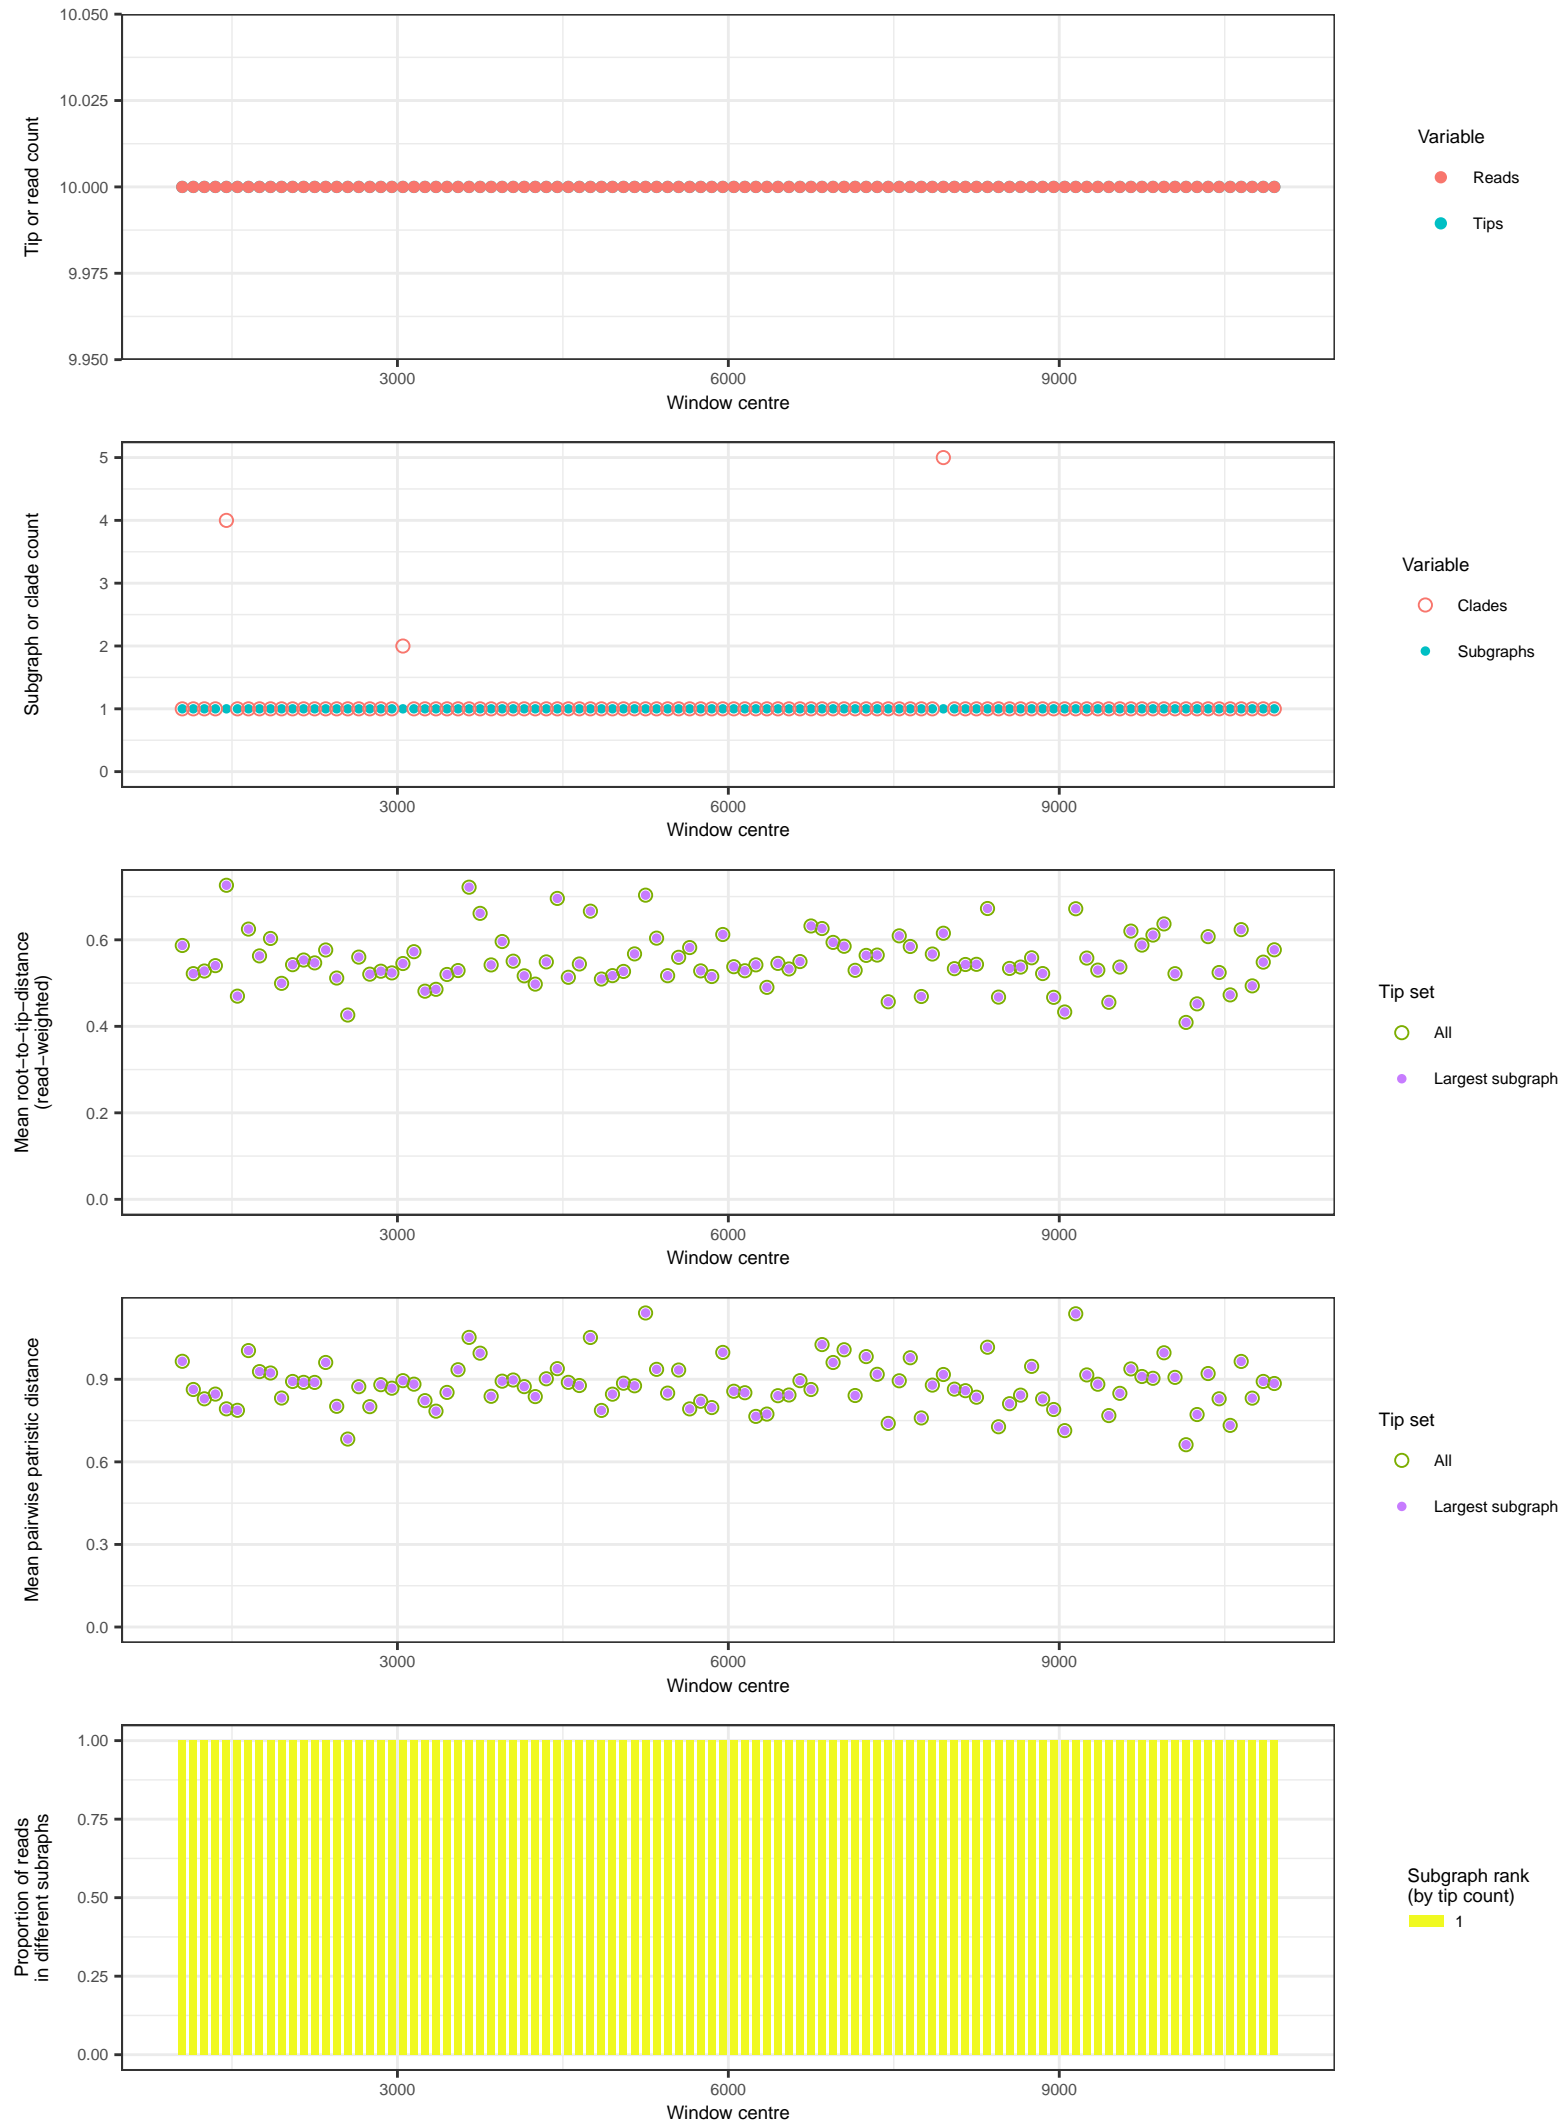 10.050
10.025
10.000
9.975
9.950
Tip or read count
3000
6000
9000
Window centre
Variable
Reads
Tips
5
4
3
2
1
0
Subgraph or clade count
3000
6000
9000
Window centre
Variable
Clades
Subgraphs
0.6
0.4
0.2
0.0
Mean root−to−tip−distance
(read−weighted)
3000
6000
9000
Window centre
Tip set
All
Largest subgraph
0.9
0.6
0.3
0.0
Mean pairwise patristic distance
3000
6000
9000
Window centre
Tip set
All
Largest subgraph
1.00
0.75
0.50
0.25
0.00
Proportion of reads
in different subraphs
3000
6000
9000
Window centre
Subgraph rank
(by tip count)
1